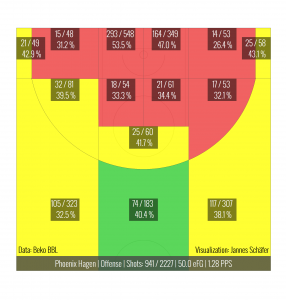 15 / 48
31.2 %
293 / 548
53.5 %
164 / 349
47.0 %
14 / 53
26.4 %
21 / 49
42.9 %
25 / 58
43.1 %
32 / 81
39.5 %
18 / 54
33.3 %
21 / 61
34.4 %
17 / 53
32.1 %
25 / 60
41.7 %
105 / 323
32.5 %
74 / 183
40.4 %
117 / 307
38.1 %
Data: Beko BBL
Visualization: Jannes Schäfer
Phoenix Hagen | Offense | Shots: 941 / 2227 | 50.0 eFG | 1.28 PPS